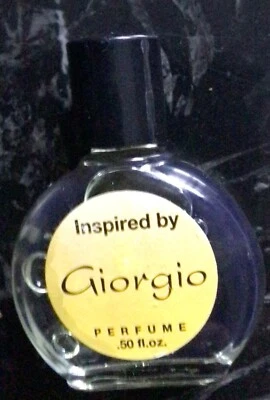 Inspired by
Giorgio
PERFUME
.50 fl.oz.